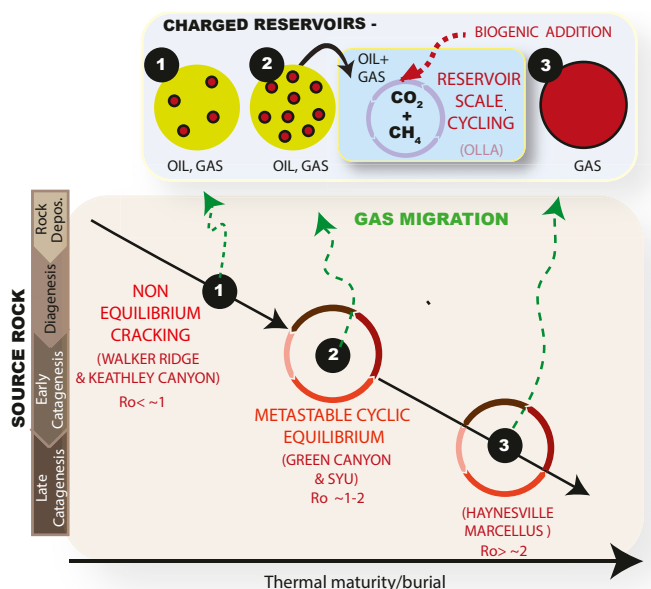 CHARGED RESERVOIRS -
BIOGENIC ADDITION
1
2
OIL+
GAS
3
RESERVOIR
SCALE
CYCLING
(OLLA)
CO2
+
CH4
OIL, GAS
OIL, GAS
GAS
GAS MIGRATION
SOURCE ROCK
Rock
Depos.
Diagenesis
Early
Catagenesis
Late
Catagenesis
1
NON
EQUILIBRIUM
CRACKING
(WALKER RIDGE
& KEATHLEY CANYON)
Ro< ~1
2
METASTABLE CYCLIC
EQUILIBRIUM
(GREEN CANYON
& SYU)
Ro ~1-2
3
(HAYNESVILLE
MARCELLUS )
Ro> ~2
Thermal maturity/burial